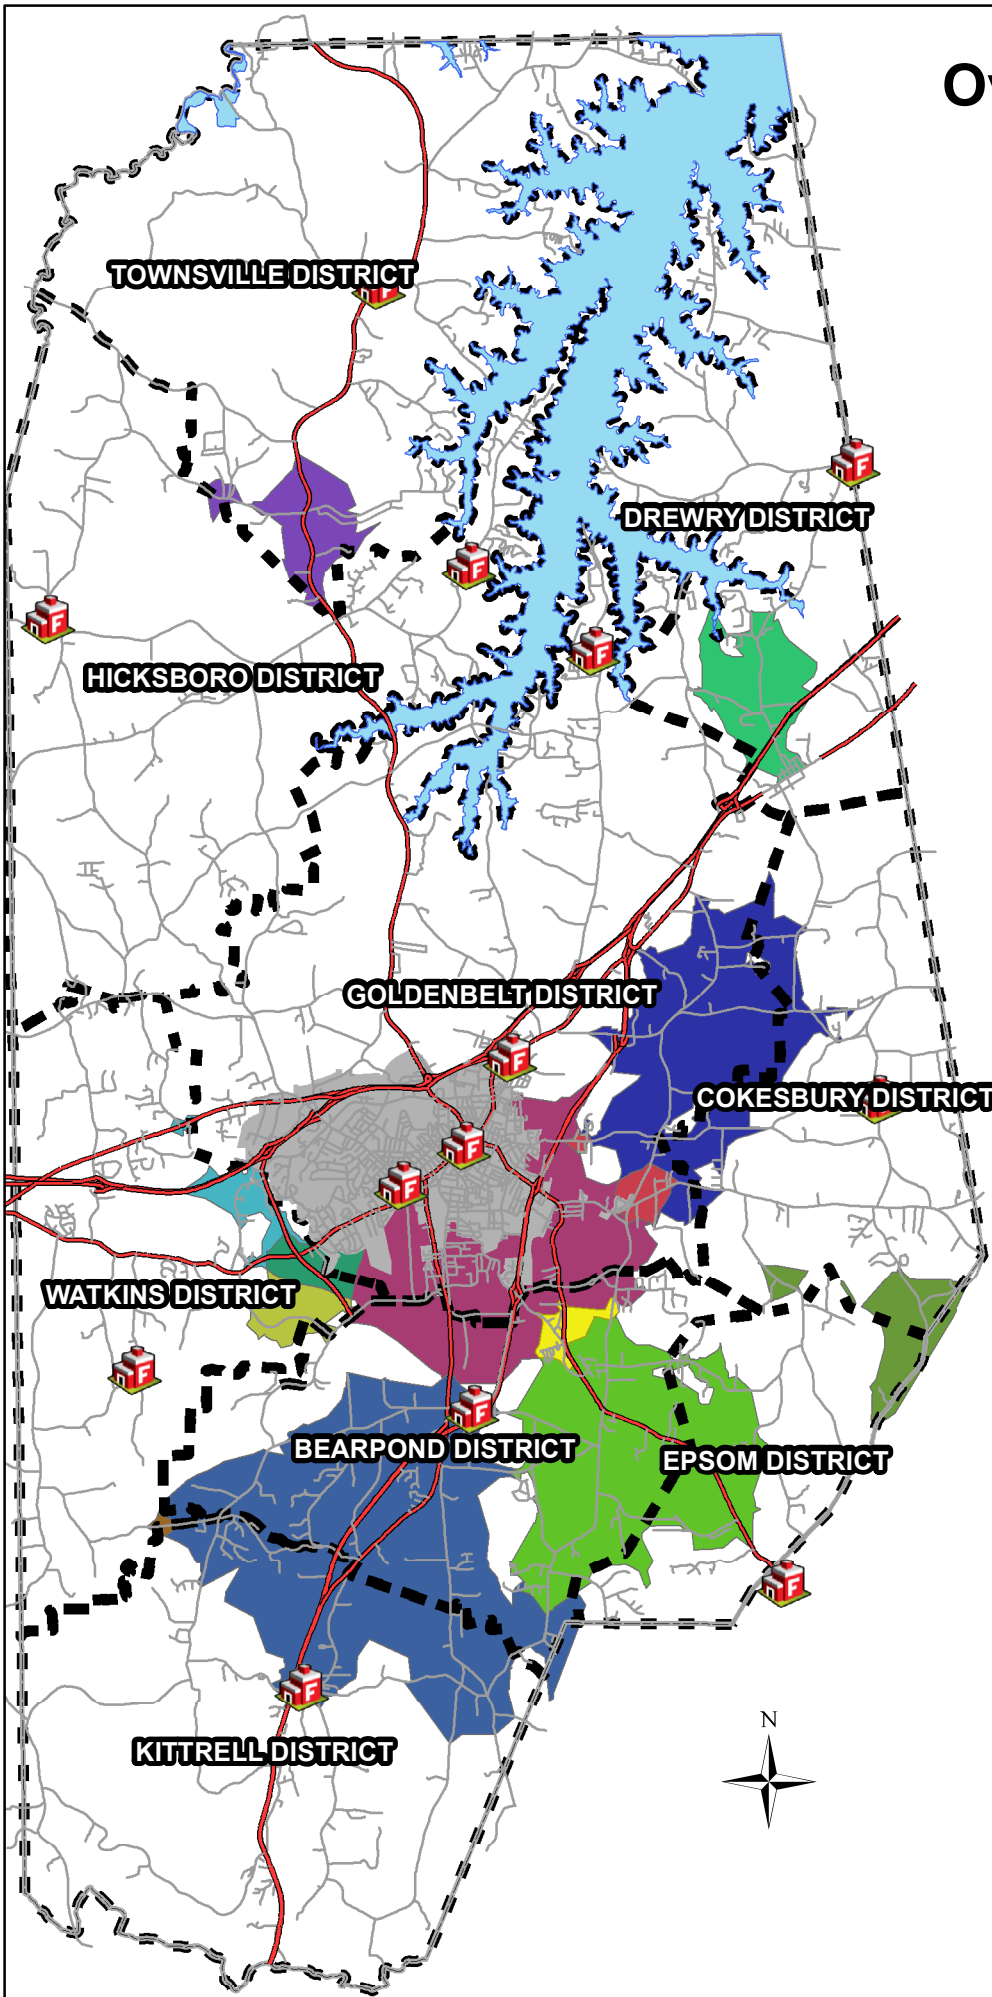 TOWNSVILLE DISTRICT
DREWRY DISTRICT
HICKSBORO DISTRICT
GOLDENBELT DISTRICT
COKESBURY DISTRICT
WATKINS DISTRICT
BEARPOND DISTRICT
EPSOM DISTRICT
KITTRELL DISTRICT
N